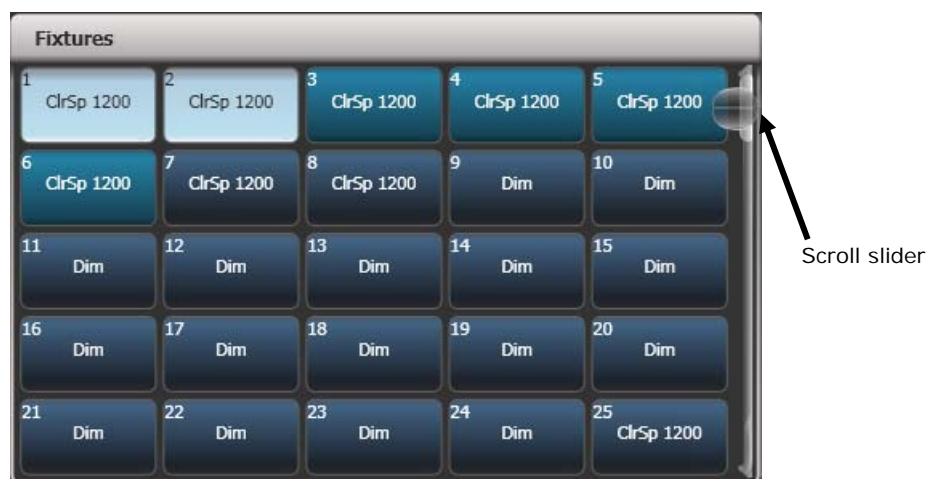 Fixtures
1 2 3 4 5
ClrSp 1200 ClrSp 1200 ClrSp 1200 ClrSp 1200 ClrSp 1200
6 7 8 9 10
ClrSp 1200 ClrSp 1200 ClrSp 1200 Dim Dim
11 12 13 14 15
Dim Dim Dim Dim Dim
Scroll slider
16 17 18 19 20
Dim Dim Dim Dim Dim
21 22 23 24 25
Dim Dim Dim Dim ClrSp 1200